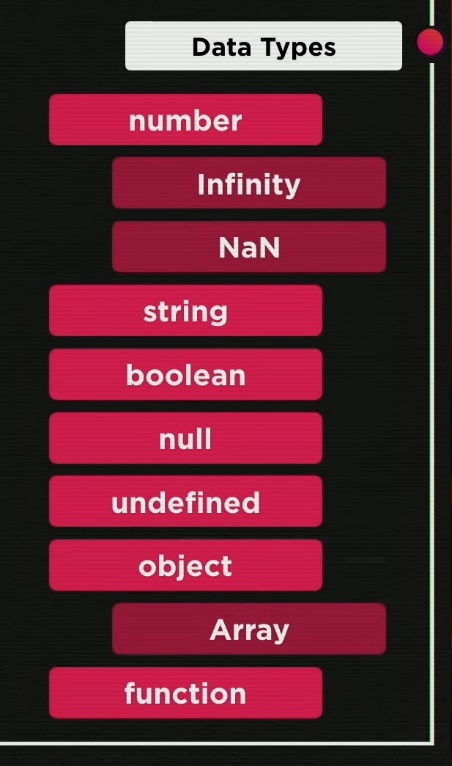 Data Types
number
Infinity
NaN
string
boolean
null
undefined
object
Array
function